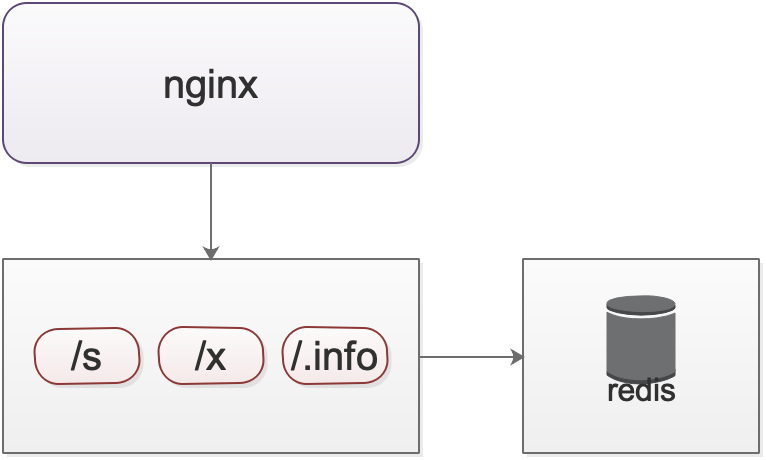 nginx
/s
/x
/.info
redis